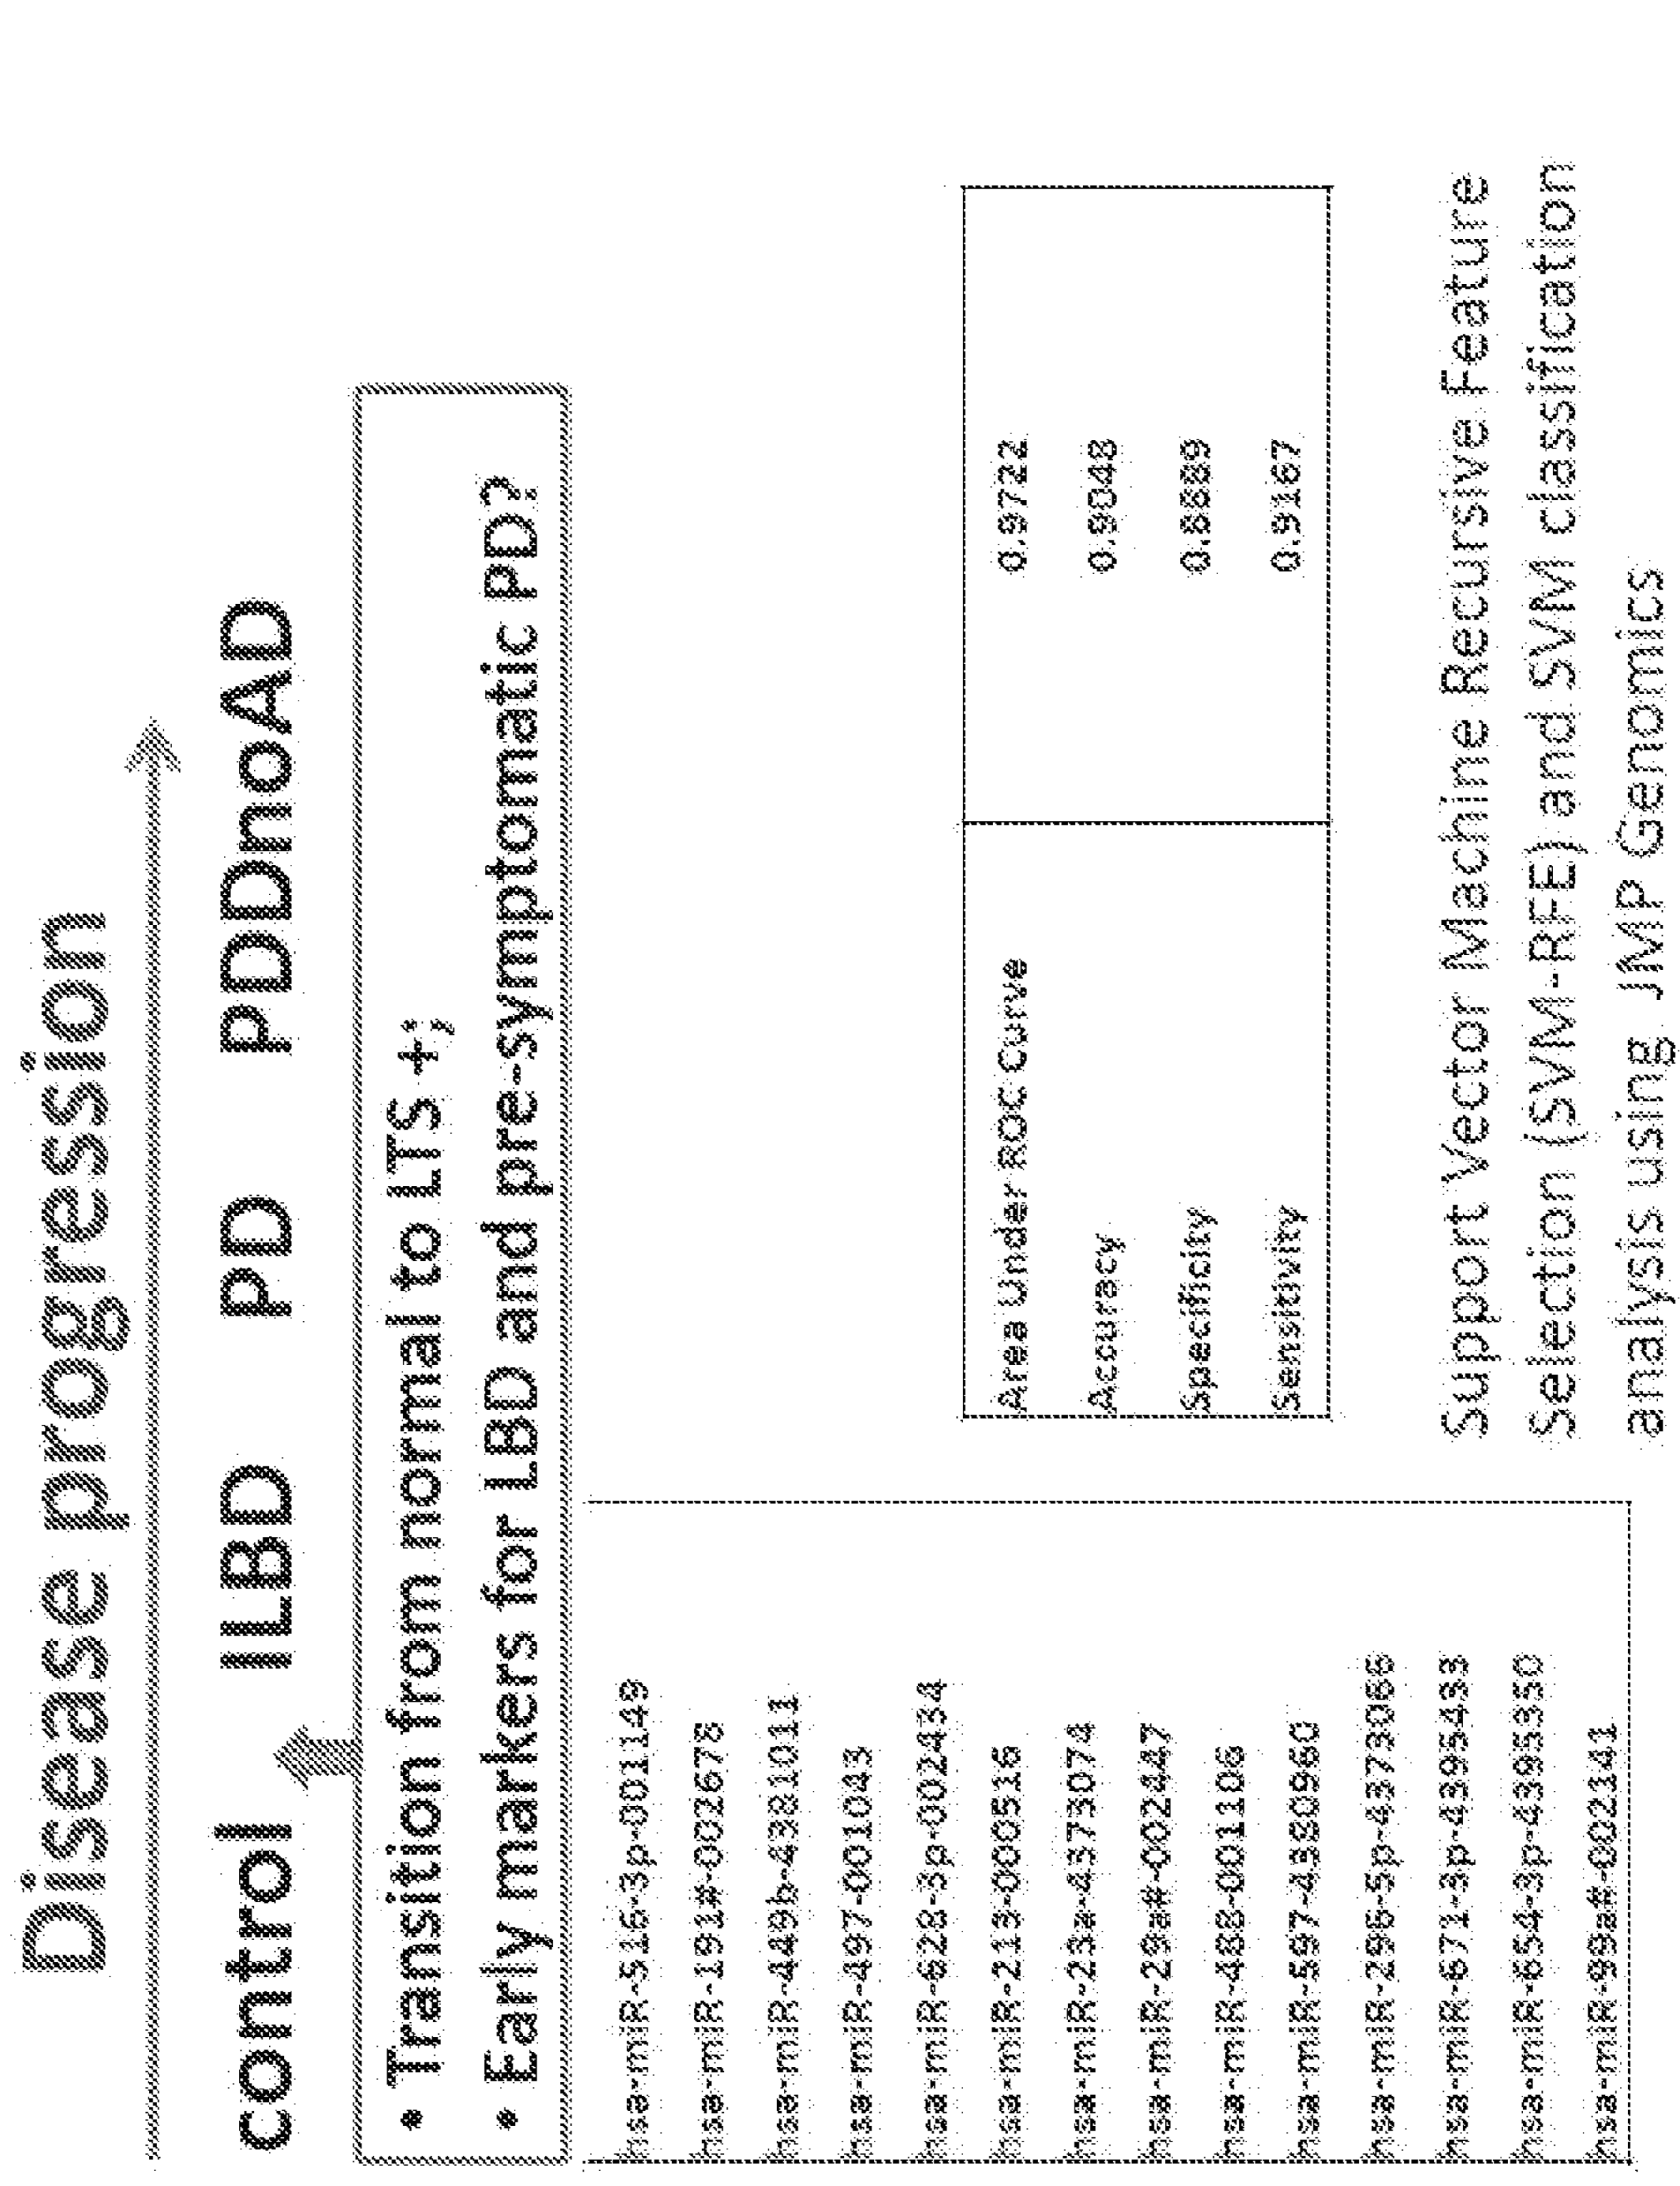 Disease progression
control ILBD PD PDDnoAD
• Transition from normal to LTS +;
• Early markers for LBD and pre-symptomatic PD?
hsa-miR-516-3p-001149
hsa-miR-191#-002678
hsa-miR-449b-4381011
hsa-miR-497-001043
hsa-miR-628-3p-002434
hsa-miR-213-000516
hsa-miR-23a-4373074
hsa-miR-29a#-002447
hsa-miR-488-001106
hsa-miR-597-4380960
hsa-miR-296-5p-4373066
hsa-miR-671-3p-4395433
hsa-miR-654-3p-4395350
hsa-miR-99a#-002141
Area Under ROC Curve 0.9722
Accuracy 0.9048
Specificity 0.8889
Sensitivity 0.9167
Support Vector Machine Recursive Feature
Selection (SVM-RFE) and SVM classification
analysis using JMP Genomics